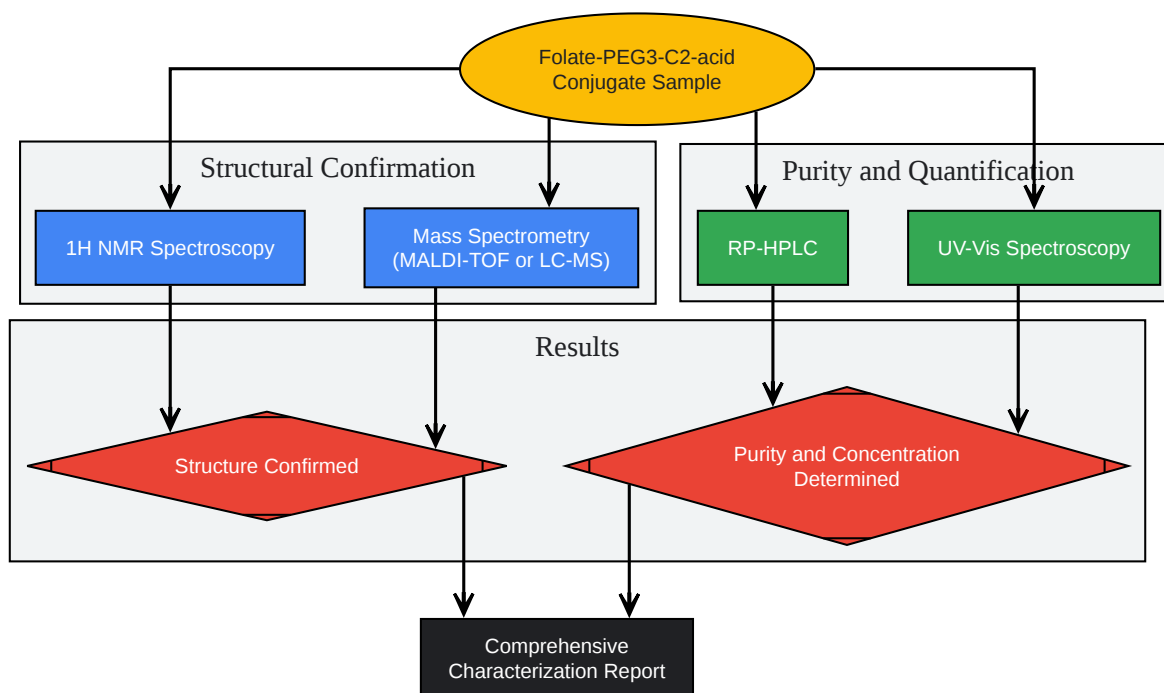 Folate-PEG3-C2-acid
Conjugate Sample
Structural Confirmation
Purity and Quantification
1H NMR Spectroscopy
Mass Spectrometry
(MALDI-TOF or LC-MS)
RP-HPLC
UV-Vis Spectroscopy
Results
Structure Confirmed
Purity and Concentration
Determined
Comprehensive
Characterization Report